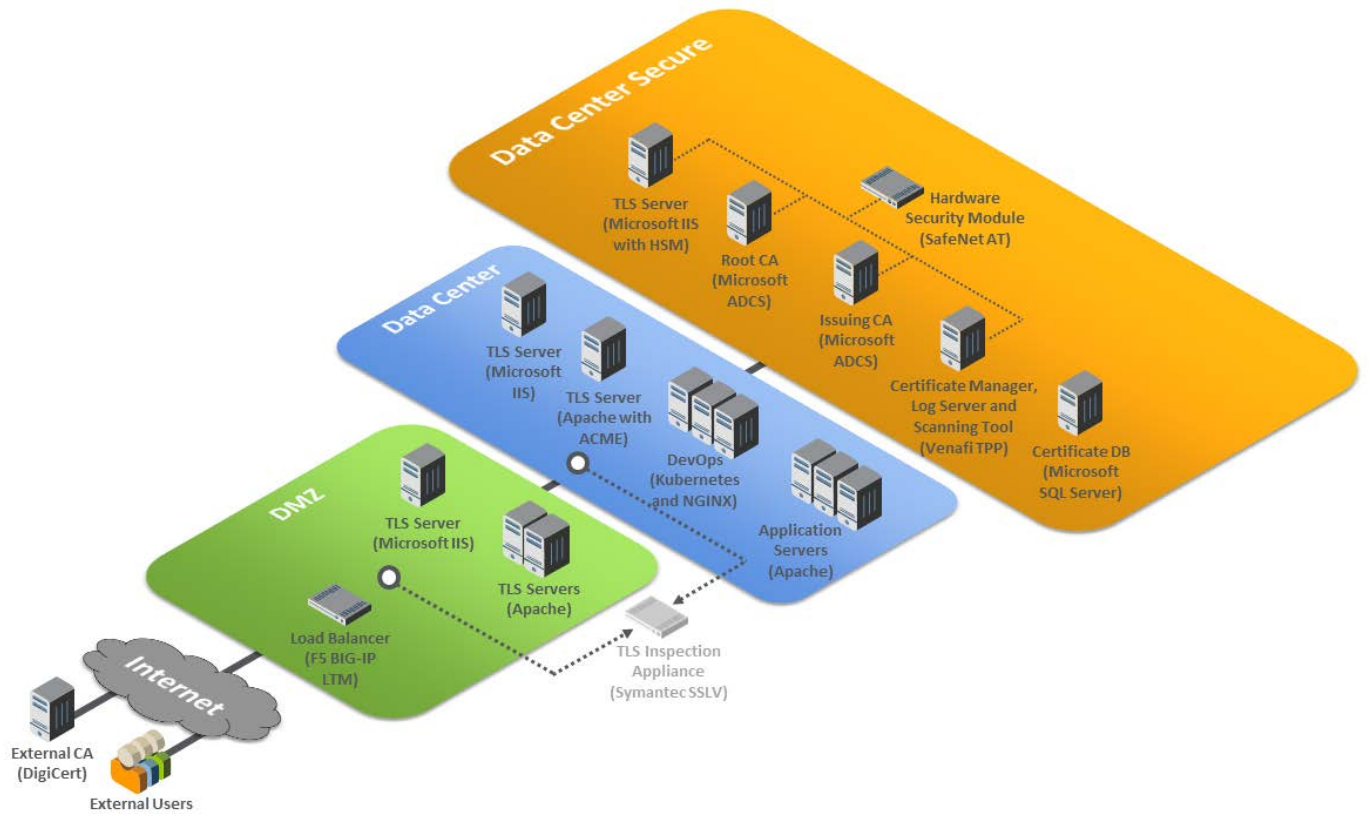 Data Center Secure
TLS Server
(Microsoft IIS
with HSM)
Root CA
(Microsoft
ADCS)
Hardware
Security Module
(SafeNet AT)
Issuing CA
(Microsoft
ADCS)
Certificate Manager,
Log Server and
Scanning Tool
(Venafi TPP)
Certificate DB
(Microsoft
SQL Server)
Data Center
TLS Server
(Microsoft
IIS)
TLS Server
(Apache with
ACME)
DevOps
(Kubernetes
and NGINX)
Application
Servers
(Apache)
DMZ
TLS Server
(Microsoft IIS)
TLS Servers
(Apache)
Load Balancer
(F5 BIG-IP
LTM)
TLS Inspection
Appliance
(Symantec SSLV)
Internet
External CA
(DigiCert)
External Users